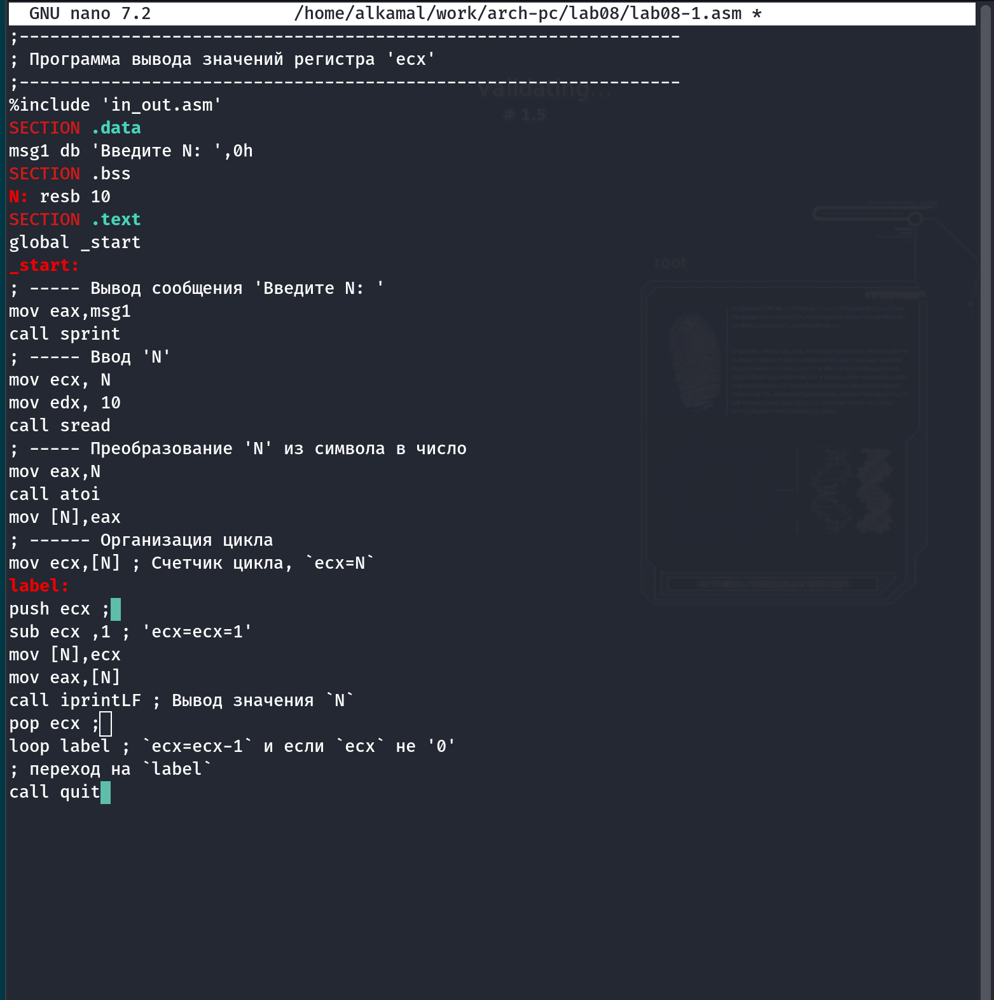 GNU nano 7.2 /home/alkamal/work/arch-pc/lab08/lab08-1.asm *
;-----------------------------------------------------------------
; Программа вывода значений регистра 'ecx'
;-----------------------------------------------------------------
Validating...
%include 'in_out.asm'
# 1.5
SECTION .data
msg1 db 'Введите N: ',0h
SECTION .bss
N: resb 10
SECTION .text
global _start
root
_start:
; ----- Вывод сообщения 'Введите N: '
mov eax,msg1
call sprint
; ----- Ввод 'N'
mov ecx, N
mov edx, 10
call sread
; ----- Преобразование 'N' из символа в число
mov eax,N
call atoi
mov [N],eax
; ------ Организация цикла
mov ecx,[N] ; Счетчик цикла, `ecx=N`
label:
push ecx ;
sub ecx ,1 ; 'ecx=ecx=1'
mov [N],ecx
mov eax,[N]
call iprintLF ; Вывод значения `N`
pop ecx ;
loop label ; `ecx=ecx-1` и если `ecx` не '0'
; переход на `label`
call quit